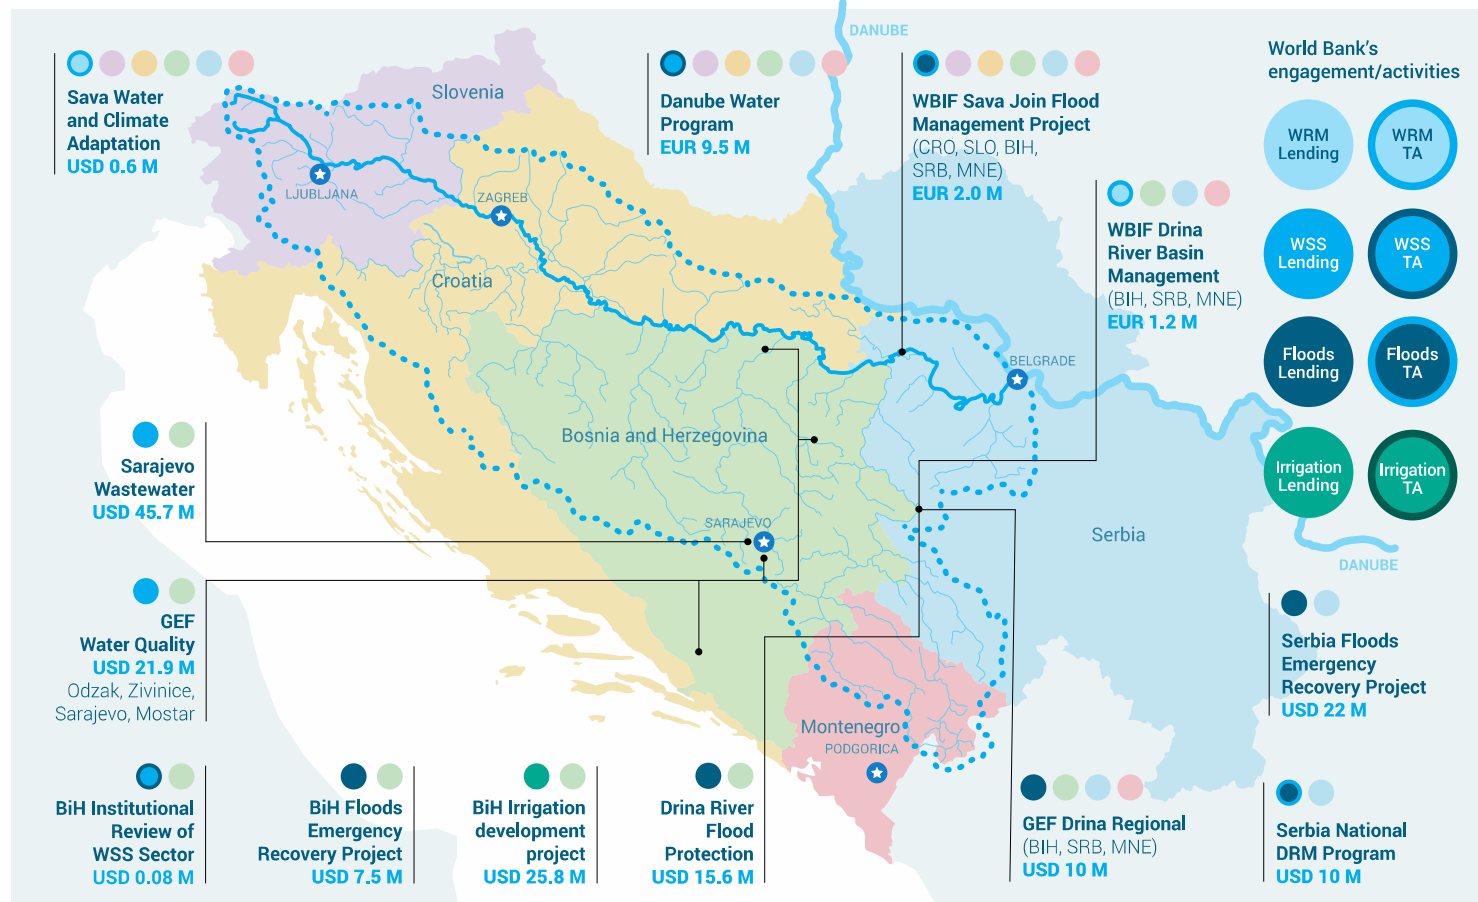 DANUBE
World Bank's
engagement/activities
WRM
Lending
WRM
TA
WSS
Lending
WSS
TA
Floods
Lending
Floods
TA
Irrigation
Lending
Irrigation
TA
Sava Water
and Climate
Adaptation
USD 0.6 M
Slovenia
Danube Water
Program
EUR 9.5 M
WBIF Sava Join Flood
Management Project
(CRO, SLO, BIH,
SRB, MNE)
EUR 2.0 M
WBIF Drina
River Basin
Management
(BIH, SRB, MNE)
EUR 1.2 M
LJUBLJANA
ZAGREB
Croatia
BELGRADE
Bosnia and Herzegovina
Sarajevo
Wastewater
USD 45.7 M
SARAJEVO
Serbia
DANUBE
GEF
Water Quality
USD 21.9 M
Odzak, Zivinice,
Sarajevo, Mostar
Serbia Floods
Emergency
Recovery Project
USD 22 M
Montenegro
PODGORICA
BiH Institutional
Review of
WSS Sector
USD 0.08 M
BiH Floods
Emergency
Recovery Project
USD 7.5 M
BiH Irrigation
development
project
USD 25.8 M
Drina River
Flood
Protection
USD 15.6 M
GEF Drina Regional
(BIH, SRB, MNE)
USD 10 M
Serbia National
DRM Program
USD 10 M